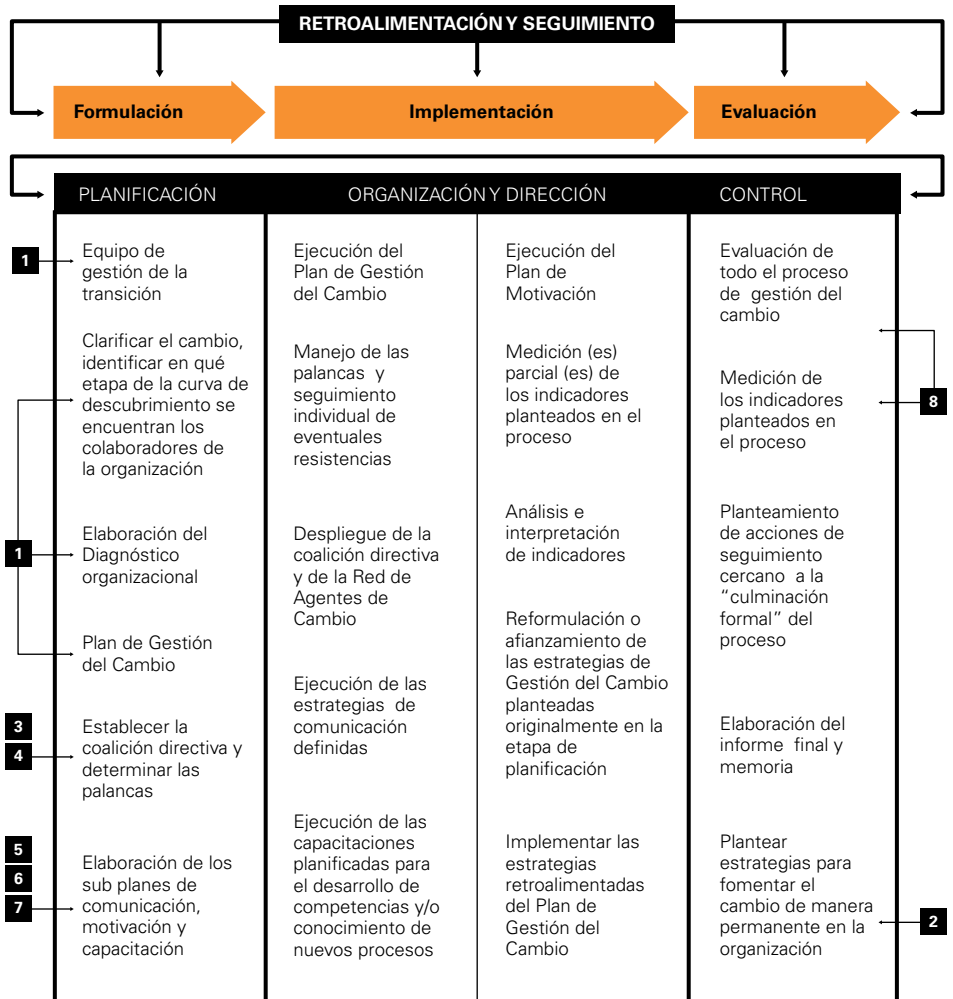 RETROALIMENTACIÓN Y SEGUIMIENTO
Formulación
Implementación
Evaluación
PLANIFICACIÓN
ORGANIZACIÓN Y DIRECCIÓN
CONTROL
1
Equipo de
gestión de la
transición
Clarificar el cambio,
identificar en qué
etapa de la curva de
descubrimiento se
encuentran los
colaboradores de
la organización
1
Elaboración del
Diagnóstico
organizacional
Plan de Gestión
del Cambio
3
4
Establecer la
coalición directiva y
determinar las
palancas
5
6
7
Elaboración de los
sub planes de
comunicación,
motivación y
capacitación
Ejecución del
Plan de Gestión
del Cambio
Manejo de las
palancas y
seguimiento
individual de
eventuales
resistencias
Despliegue de la
coalición directiva
y de la Red de
Agentes de
Cambio
Ejecución de las
estrategias de
comunicación
definidas
Ejecución de las
capacitaciones
planificadas para
el desarrollo de
competencias y/o
conocimiento de
nuevos procesos
Ejecución del
Plan de
Motivación
Medición (es)
parcial (es) de
los indicadores
planteados en el
proceso
Análisis e
interpretación
de indicadores
Reformulación o
afianzamiento de
las estrategias de
Gestión del Cambio
planteadas
originalmente en la
etapa de
planificación
Implementar las
estrategias
retroalimentadas
del Plan de
Gestión del
Cambio
Evaluación de
todo el proceso
de gestión del
cambio
Medición de
los indicadores
planteados en
el proceso
8
Planteamiento
de acciones de
seguimiento
cercano a la
“culminación
formal” del
proceso
Elaboración del
informe final y
memoria
Plantear
estrategias para
fomentar el
cambio de manera
permanente en la
organización
2